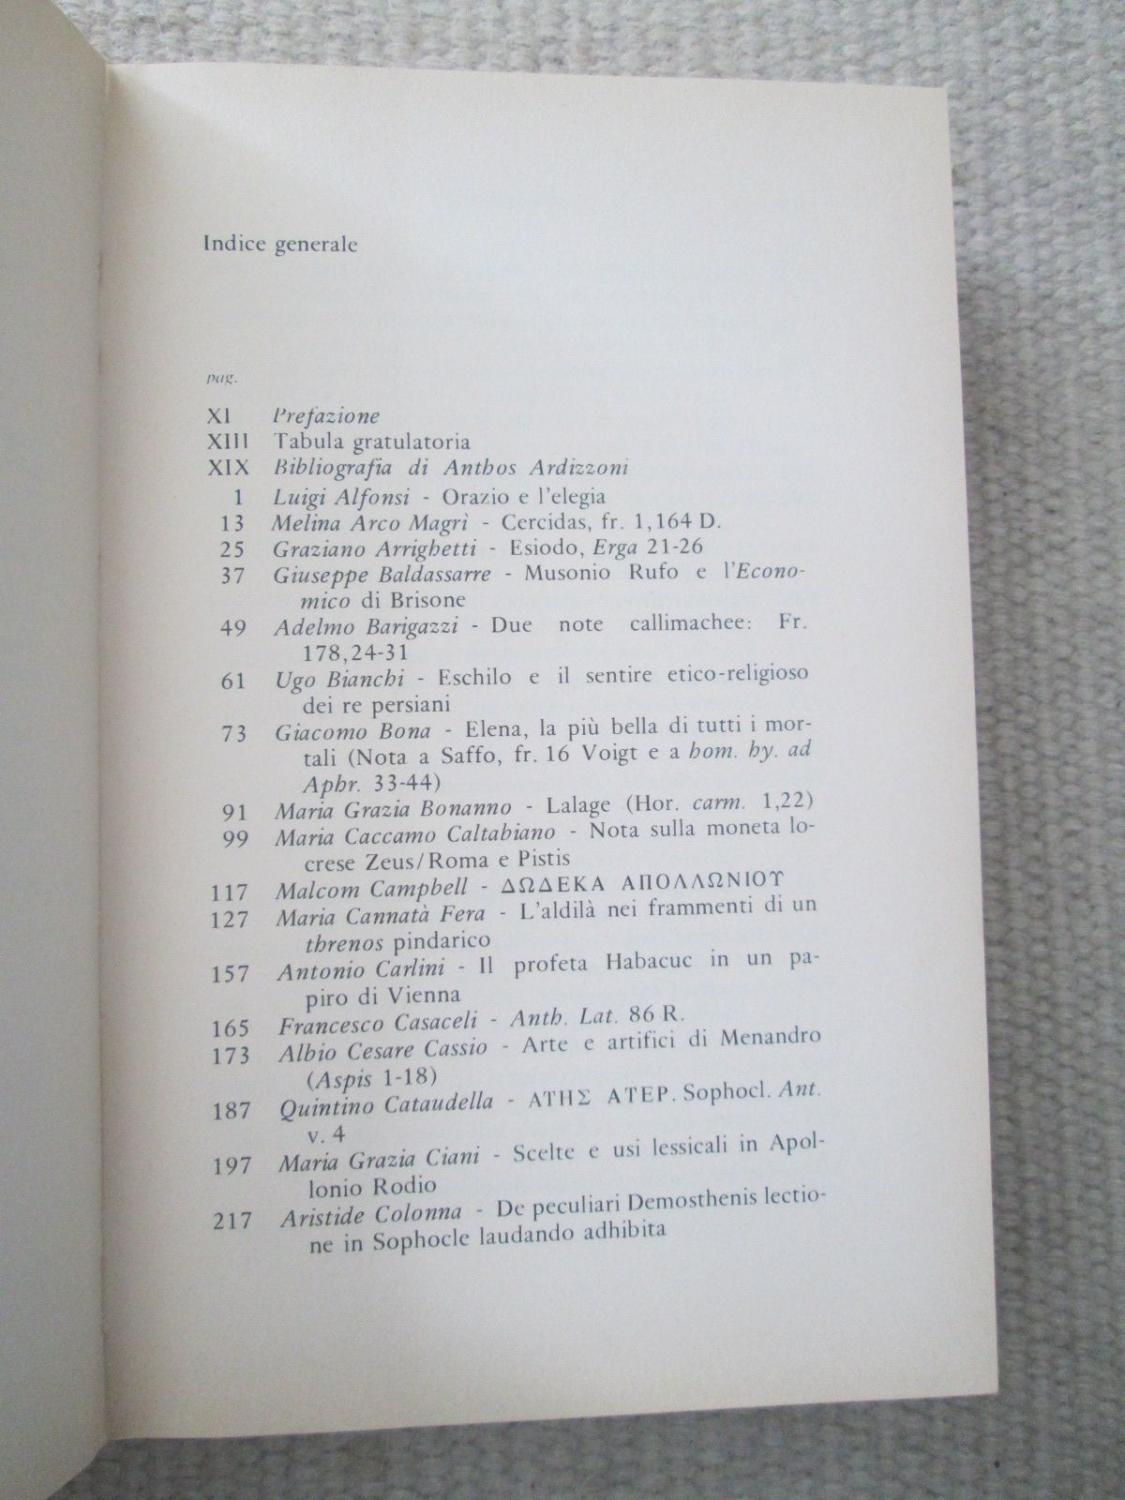 Indice generale
pag.
XI Prefazione
XIII Tabula gratulatoria
XIX Bibliografia di Anthos Ardizzoni
1 Luigi Alfonsi - Orazio e l'elegia
13 Melina Arco Magrì - Cercidas, fr. 1,164 D.
25 Graziano Arrighetti - Esiodo, Erga 21-26
37 Giuseppe Baldassarre - Musonio Rufo e l'Econo-
mico di Brisone
49 Adelmo Barigazzi - Due note callimachee: Fr.
178,24-31
61 Ugo Bianchi - Eschilo e il sentire etico-religioso
dei re persiani
73 Giacomo Bona - Elena, la più bella di tutti i mor-
tali (Nota a Saffo, fr. 16 Voigt e a hom. hy. ad
Aphr. 33-44)
91 Maria Grazia Bonanno - Lalage (Hor. carm. 1,22)
99 Maria Caccamo Caltabiano - Nota sulla moneta lo-
crese Zeus/Roma e Pistis
117 Malcom Campbell - ΔΩΔΕΚΑ ΑΠΟΛΛΩΝΙΟΥ
127 Maria Cannatà Fera - L'aldilà nei frammenti di un
threnos pindarico
157 Antonio Carlini - Il profeta Habacuc in un pa-
piro di Vienna
165 Francesco Casaceli - Anth. Lat. 86 R.
173 Albio Cesare Cassio - Arte e artifici di Menandro
(Aspis 1-18)
187 Quintino Cataudella - ΑΤΗΣ ΑΤΕΡ. Sophocl. Ant.
v. 4
197 Maria Grazia Ciani - Scelte e usi lessicali in Apol-
lonio Rodio
217 Aristide Colonna - De peculiari Demosthenis lectio-
ne in Sophocle laudando adhibita